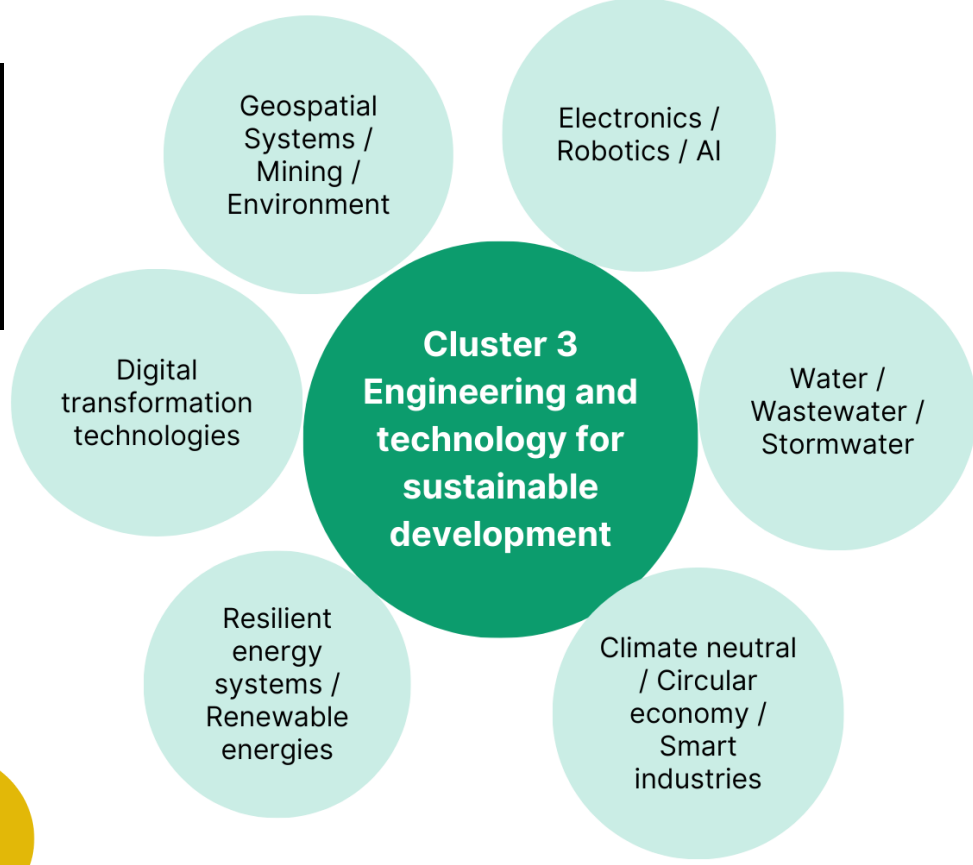 Geospatial
Systems /
Mining /
Environment
Electronics /
Robotics / AI
Digital
transformation
technologies
Cluster 3
Engineering and
technology for
sustainable
development
Water /
Wastewater /
Stormwater
Resilient
energy
systems /
Renewable
energies
Climate neutral
/ Circular
economy /
Smart
industries